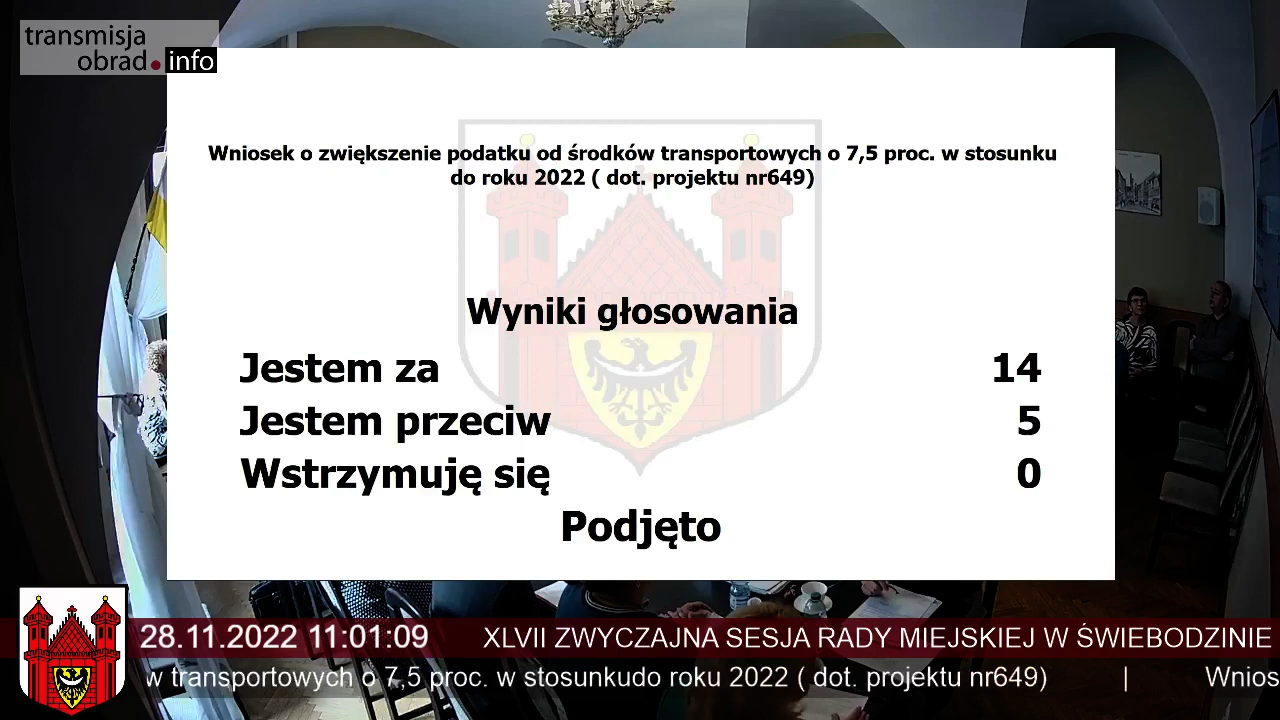 transmisja
obrad.info
Wniosek o zwiększenie podatku od środków transportowych o 7,5 proc. w stosunku
do roku 2022 ( dot. projektu nr649)
Wyniki głosowania
Jestem za 14
Jestem przeciw 5
Wstrzymuję się 0
Podjęto
28.11.2022 11:01:09 XLVII ZWYCZAJNA SESJA RADY MIEJSKIEJ W ŚWIEBODZINIE
w transportowych o 7,5 proc. w stosunkudo roku 2022 ( dot. projektu nr649) | Wnios